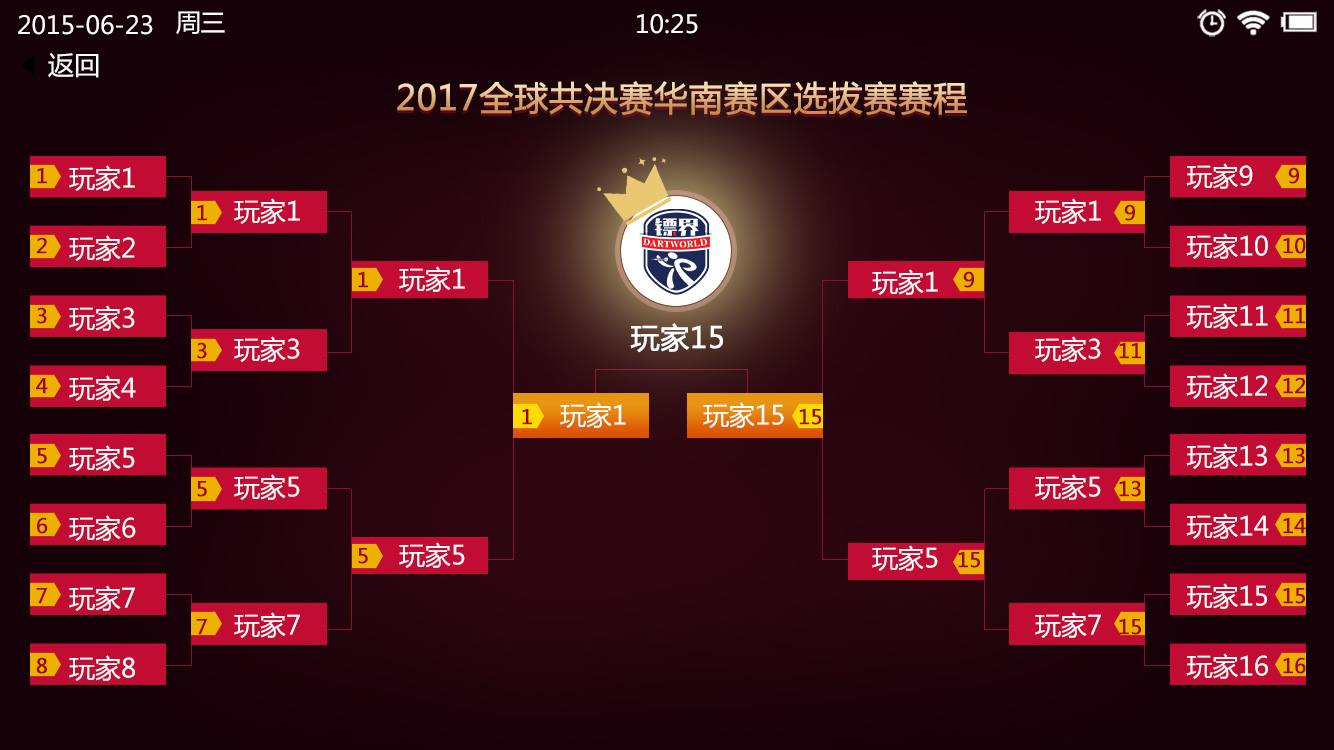 2015-06-23 周三 10:25
返回
2017全球共决赛华南赛区选拔赛赛程
镖界
DARTWORLD
玩家15
1 玩家1
2 玩家2
3 玩家3
4 玩家4
5 玩家5
6 玩家6
7 玩家7
8 玩家8
1 玩家1
3 玩家3
5 玩家5
7 玩家7
1 玩家1
5 玩家5
1 玩家1
玩家15 15
玩家1 9
玩家5 15
玩家1 9
玩家3 11
玩家5 13
玩家7 15
玩家9 9
玩家10 10
玩家11 11
玩家12 12
玩家13 13
玩家14 14
玩家15 15
玩家16 16